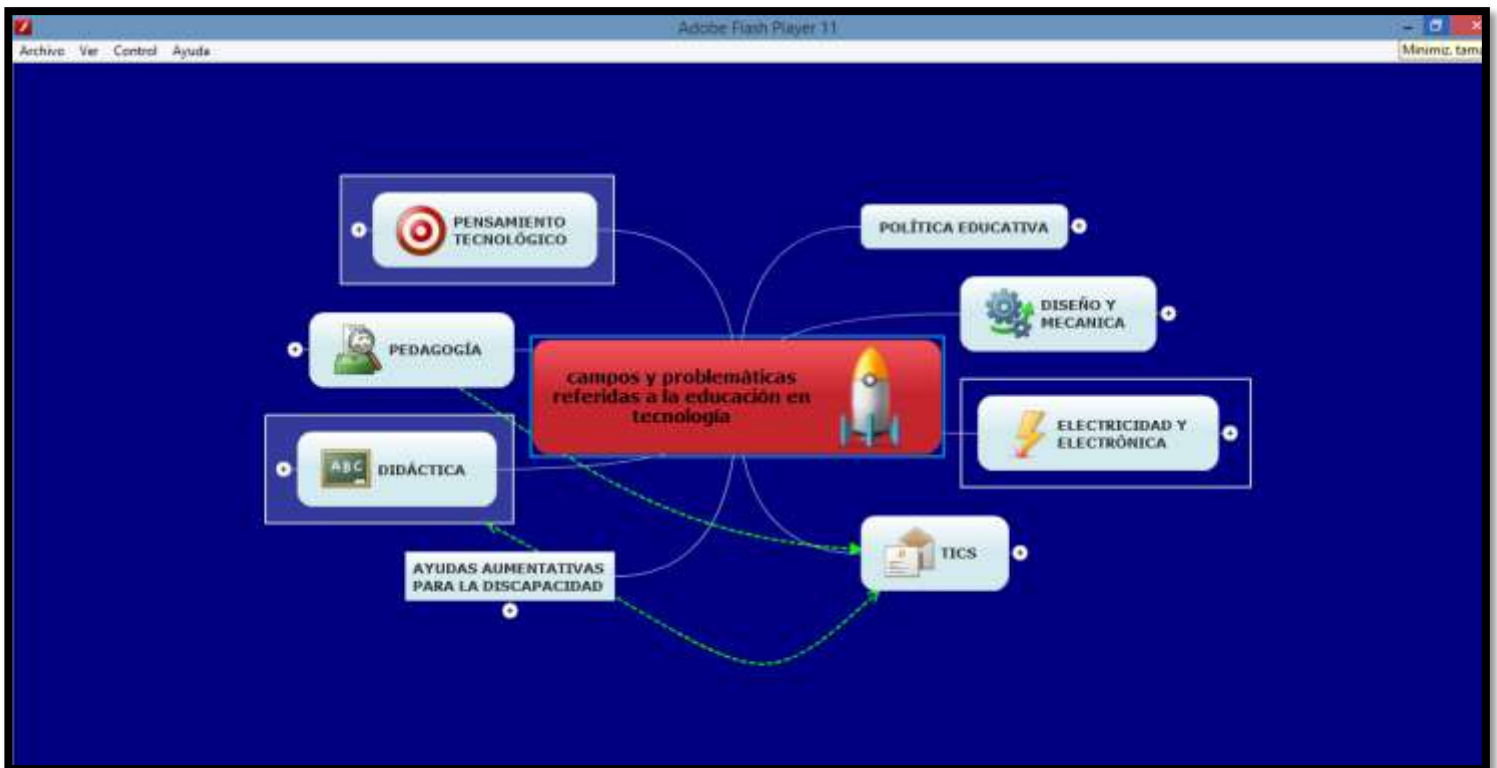 Adobe Flash Player 11
Archivo Ver Control Ayuda
Minimiz. tama
PENSAMIENTO
TECNOLÓGICO
POLÍTICA EDUCATIVA
DISEÑO Y
MECANICA
PEDAGOGÍA
campos y problemáticas
referidas a la educación en
tecnología
ELECTRICIDAD Y
ELECTRÓNICA
ABC
DIDÁCTICA
TICS
AYUDAS AUMENTATIVAS
PARA LA DISCAPACIDAD